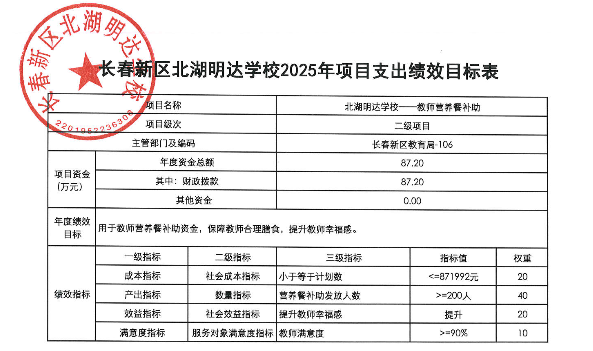 长春新区北湖明达学校
2201062236306
长春新区北湖明达学校2025年项目支出绩效目标表
项目名称 北湖明达学校——教师营养餐补助
项目级次 二级项目
主管部门及编码 长春新区教育局-106
项目资金(万元) 年度资金总额 87.20
其中：财政拨款 87.20
其他资金 0.00
年度绩效目标 用于教师营养餐补助资金，保障教师合理膳食，提升教师幸福感。
绩效指标 一级指标 二级指标 三级指标 指标值 权重
成本指标 社会成本指标 小于等于计划数 <=871992元 20
产出指标 数量指标 营养餐补助发放人数 >=200人 40
效益指标 社会效益指标 提升教师幸福感 提升 20
满意度指标 服务对象满意度指标 教师满意度 >=90% 10